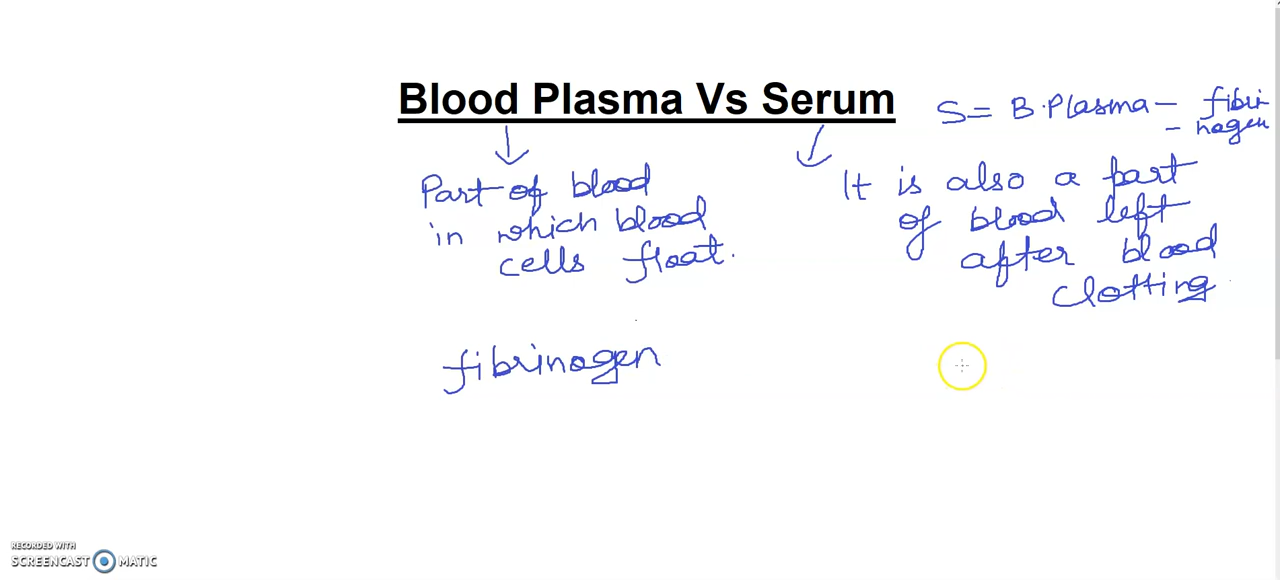 Blood Plasma Vs Serum
S = B.Plasma - fibri
- nogen
Part of blood
in which blood
cells float.
It is also a part
of blood left
after blood
clotting
fibrinogen
RECORDED WITH
SCREENCAST MATIC